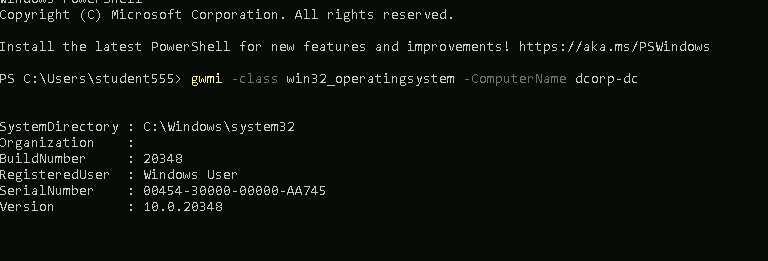 Windows PowerShell
Copyright (C) Microsoft Corporation. All rights reserved.
Install the latest PowerShell for new features and improvements! https://aka.ms/PSWindows
PS C:\Users\student555> gwmi -class win32_operatingsystem -ComputerName dcorp-dc
SystemDirectory : C:\Windows\system32
Organization    :
BuildNumber     : 20348
RegisteredUser  : Windows User
SerialNumber    : 00454-30000-00000-AA745
Version         : 10.0.20348